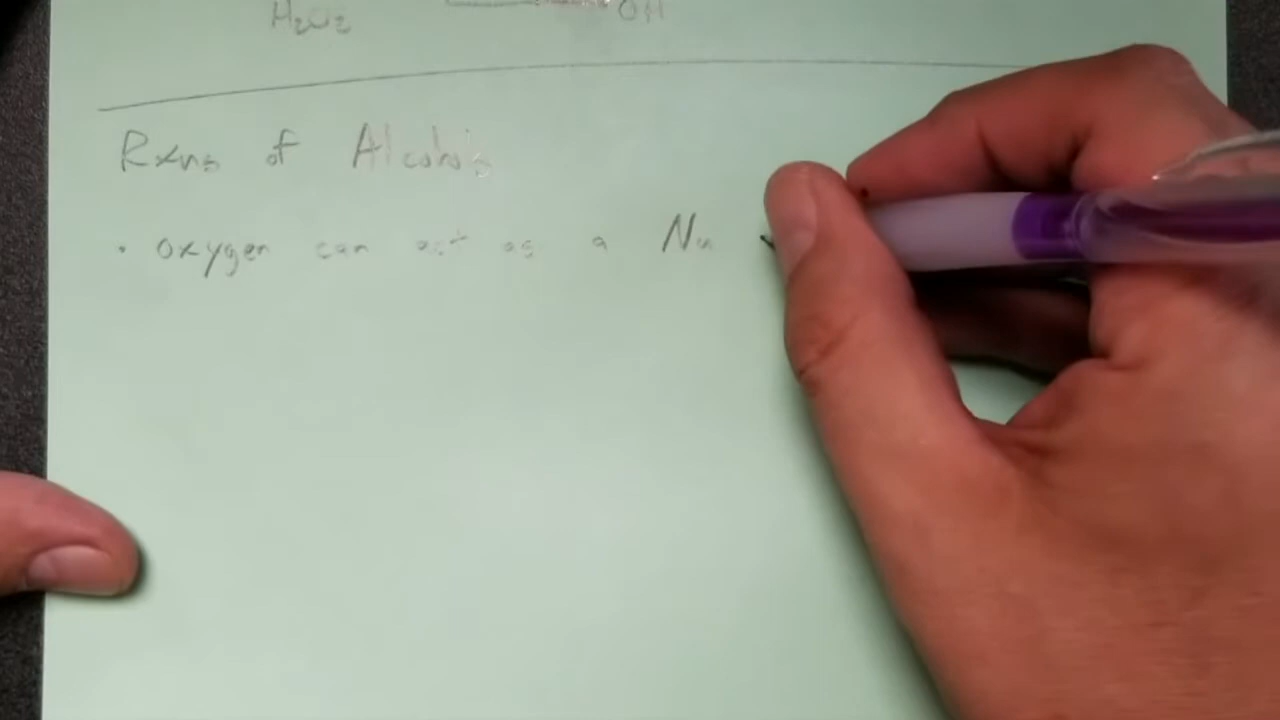 OH
Rxns of Alcohols
• oxygen can act as a Nu